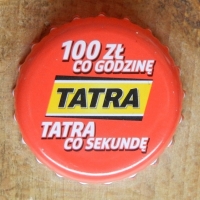 100 ZŁ
CO GODZINĘ
TATRA
TATRA
CO SEKUNDĘ